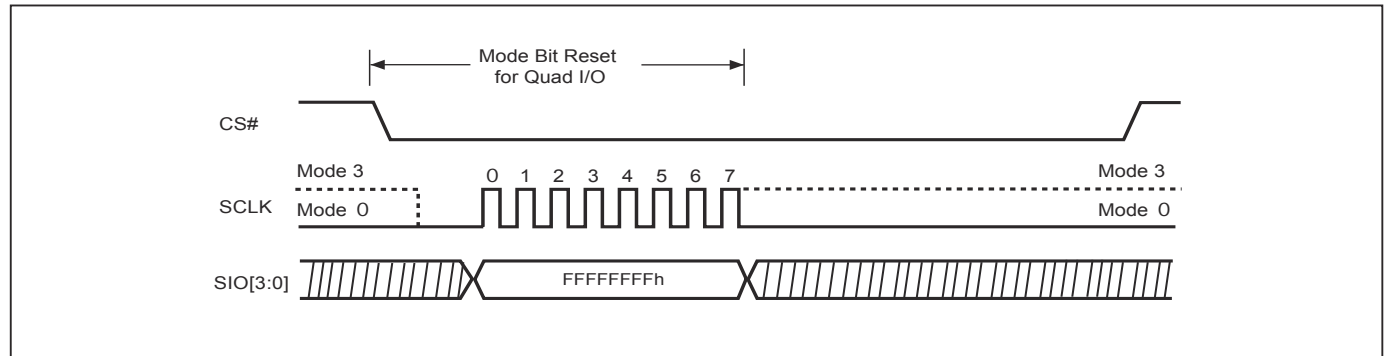 Mode Bit Reset
for Quad I/O
CS#
Mode 3
Mode 3
0 1 2 3 4 5 6 7
SCLK
Mode 0
Mode 0
SIO[3:0]
FFFFFFFFh